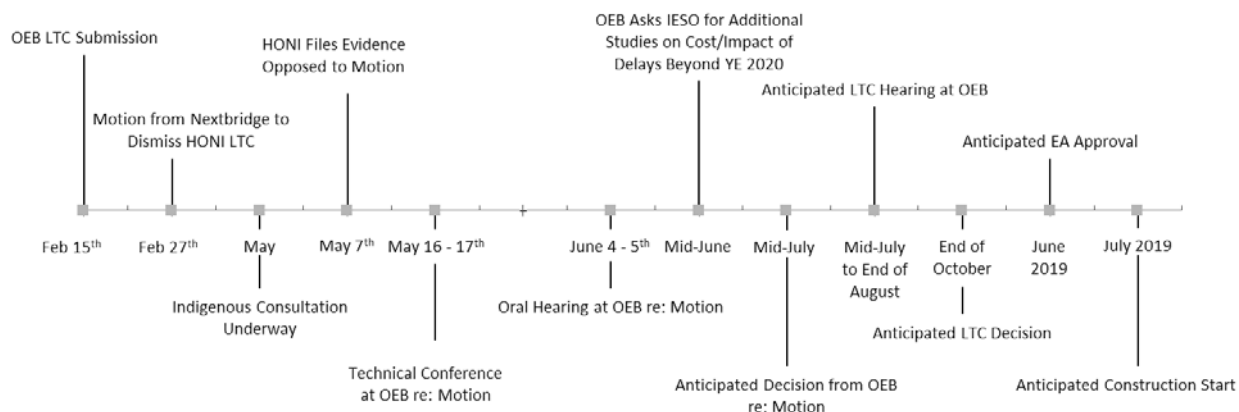 OEB LTC Submission
Motion from Nextbridge to
Dismiss HONI LTC
HONI Files Evidence
Opposed to Motion
OEB Asks IESO for Additional
Studies on Cost/Impact of
Delays Beyond YE 2020
Anticipated LTC Hearing at OEB
Anticipated EA Approval
Feb 15th
Feb 27th
May
May 7th
May 16 - 17th
June 4 - 5th
Mid-June
Mid-July
Mid-July
to End of
August
End of
October
June
2019
July 2019
Indigenous Consultation
Underway
Technical Conference
at OEB re: Motion
Oral Hearing at OEB re: Motion
Anticipated Decision from OEB
re: Motion
Anticipated LTC Decision
Anticipated Construction Start